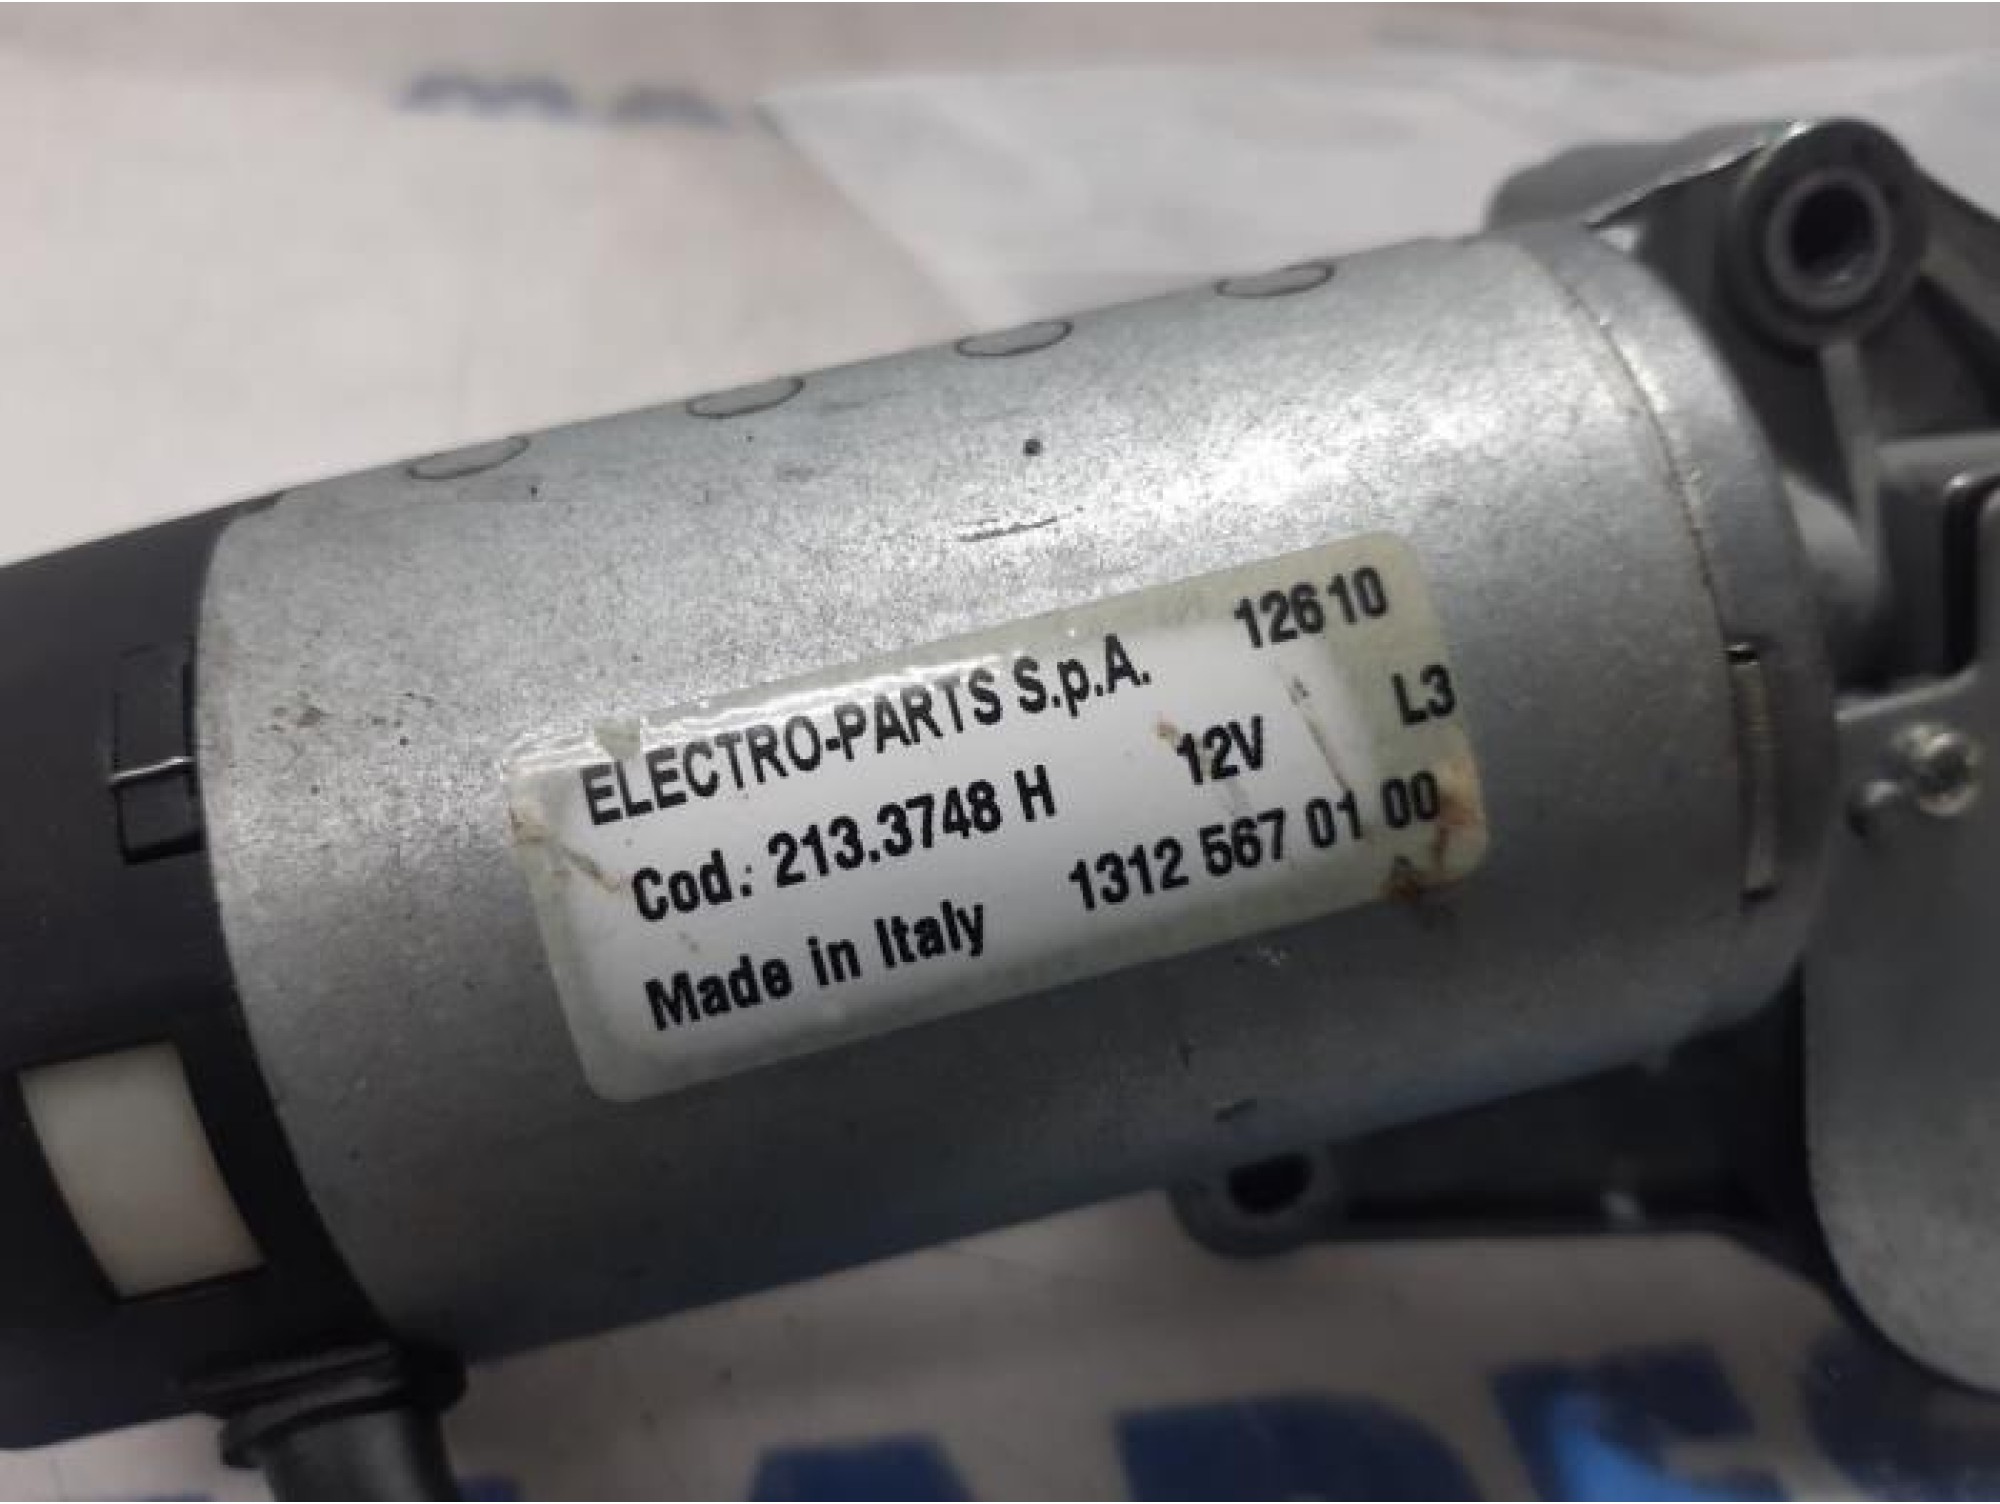 ELECTRO-PARTS S.p.A. 12610
Cod.: 213.3748 H 12V L3
Made in Italy 1312 567 01 00